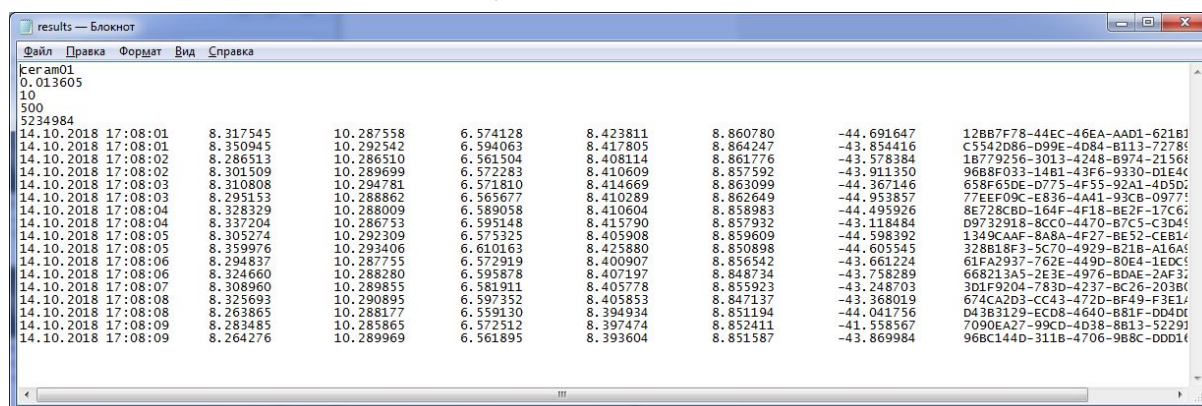 results — Блокнот
Файл Правка Формат Вид Справка
ceram01
0.013605
10
500
5234984
14.10.2018 17:08:01 8.317545 10.287558 6.574128 8.423811 8.860780 -44.691647 12BB7F78-44EC-46EA-AAD1-621B1
14.10.2018 17:08:01 8.350945 10.292542 6.594063 8.417805 8.864247 -43.854416 C5542D86-D99E-4D84-B113-72789
14.10.2018 17:08:02 8.286513 10.286510 6.561504 8.408114 8.861776 -43.578384 1B779256-3013-4248-B974-21568
14.10.2018 17:08:02 8.301509 10.289699 6.572283 8.410609 8.857592 -43.911350 96B8F033-14B1-43F6-9330-D1E4C
14.10.2018 17:08:03 8.310808 10.294781 6.571810 8.414669 8.863099 -44.367146 658F65DE-D775-4F55-92A1-4D5D2
14.10.2018 17:08:03 8.295153 10.288862 6.565677 8.410289 8.862649 -44.953857 77EEF09C-E836-4A41-93CB-09775
14.10.2018 17:08:04 8.328329 10.288009 6.589058 8.410604 8.858983 -44.495926 8E728CBD-164F-4F18-BE2F-17C62
14.10.2018 17:08:04 8.337204 10.286753 6.595148 8.415790 8.857932 -43.118484 D9732918-8CC0-4470-B7C5-C3D49
14.10.2018 17:08:05 8.305274 10.292309 6.575325 8.405908 8.859609 -44.598392 1349CAAF-8A8A-4F27-BE52-CEB14
14.10.2018 17:08:05 8.359976 10.293406 6.610163 8.425880 8.850898 -44.605545 328B18F3-5C70-4929-B21B-A16A9
14.10.2018 17:08:06 8.294837 10.287755 6.572919 8.400907 8.856542 -43.661224 61FA2937-762E-449D-80E4-1EDC9
14.10.2018 17:08:06 8.324660 10.288280 6.595878 8.407197 8.848734 -43.758289 668213A5-2E3E-4976-BDAE-2AF32
14.10.2018 17:08:07 8.308960 10.289855 6.581911 8.405778 8.855923 -43.248703 3D1F9204-783D-4237-BC26-203B0
14.10.2018 17:08:08 8.325693 10.290895 6.597352 8.405853 8.847137 -43.368019 674CA2D3-CC43-472D-BF49-F3E1A
14.10.2018 17:08:08 8.263865 10.288177 6.559130 8.394934 8.851194 -44.041756 D43B3129-ECD8-4640-B81F-DD4DD
14.10.2018 17:08:09 8.283485 10.285865 6.572512 8.397474 8.852411 -41.558567 7090EA27-99CD-4D38-8B13-52291
14.10.2018 17:08:09 8.264276 10.289969 6.561895 8.393604 8.851587 -43.869984 96BC144D-311B-4706-9B8C-DDD16